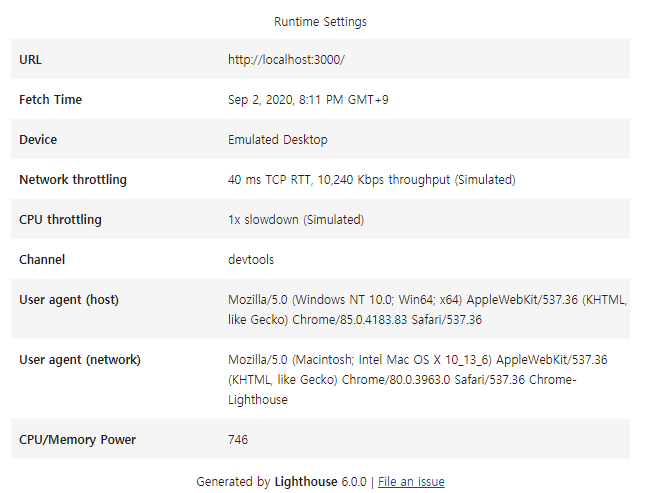 Runtime Settings
URL http://localhost:3000/
Fetch Time Sep 2, 2020, 8:11 PM GMT+9
Device Emulated Desktop
Network throttling 40 ms TCP RTT, 10,240 Kbps throughput (Simulated)
CPU throttling 1x slowdown (Simulated)
Channel devtools
User agent (host) Mozilla/5.0 (Windows NT 10.0; Win64; x64) AppleWebKit/537.36 (KHTML,
like Gecko) Chrome/85.0.4183.83 Safari/537.36
User agent (network) Mozilla/5.0 (Macintosh; Intel Mac OS X 10_13_6) AppleWebKit/537.36
(KHTML, like Gecko) Chrome/80.0.3963.0 Safari/537.36 Chrome-
Lighthouse
CPU/Memory Power 746
Generated by Lighthouse 6.0.0 | File an issue